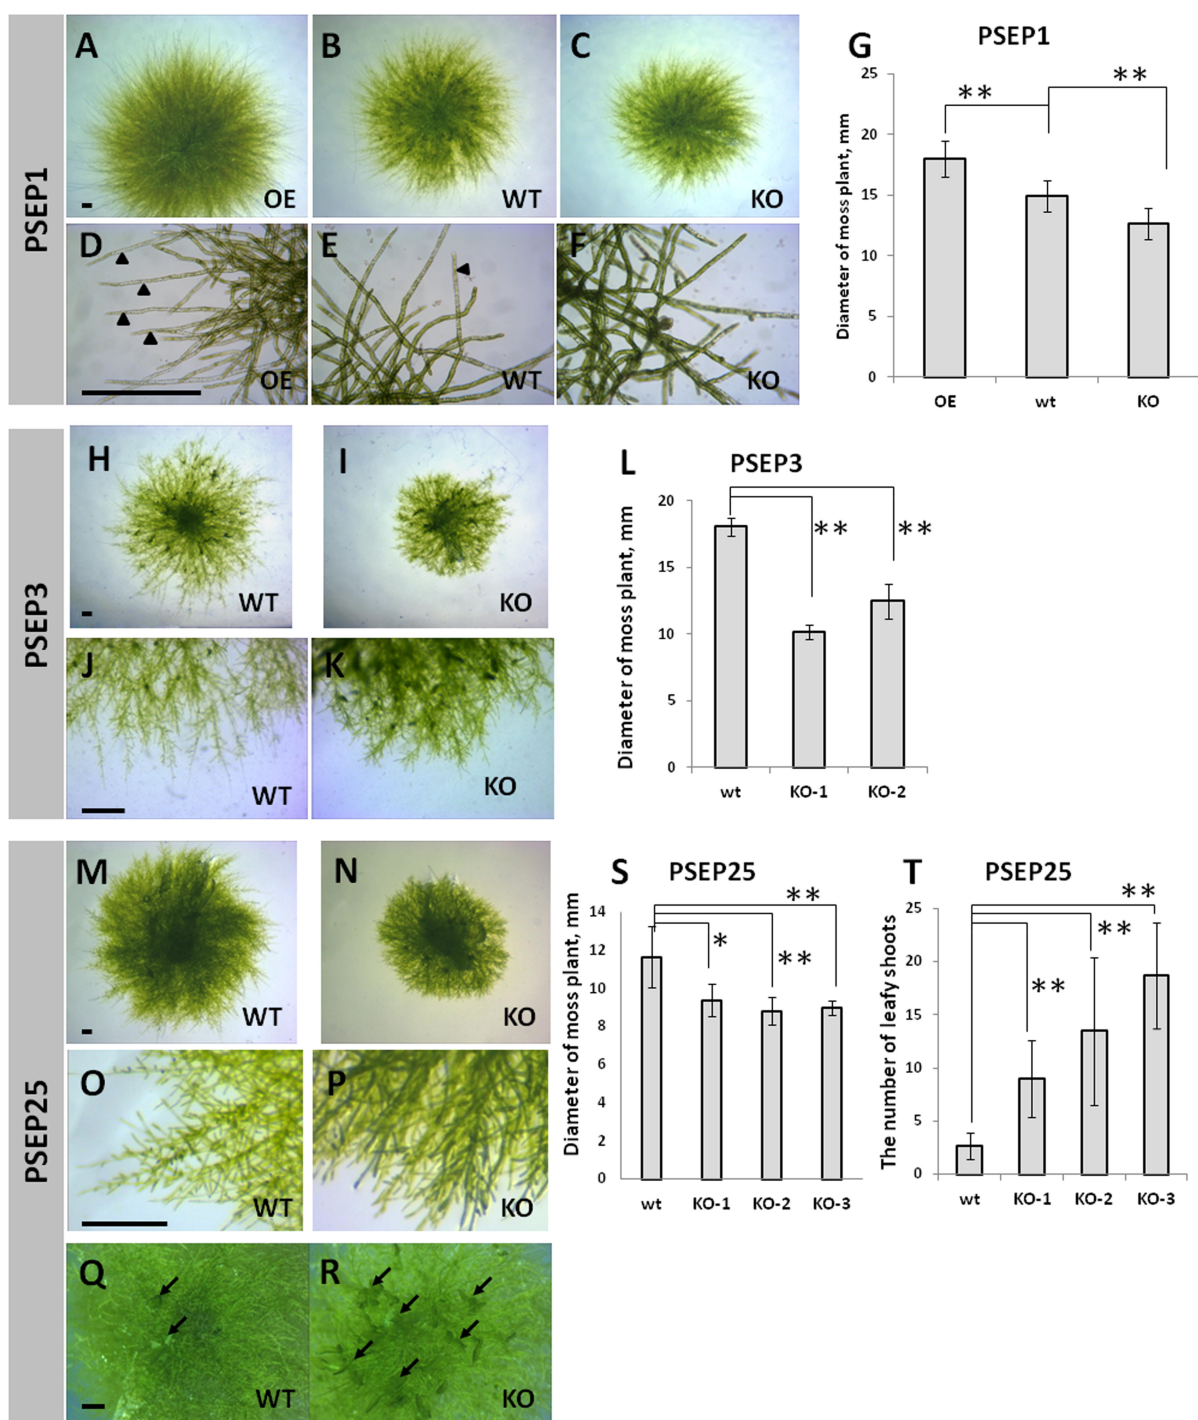 PSEP1
A
OE
B
WT
C
KO
D
OE
E
WT
F
KO
G
PSEP1
Diameter of moss plant, mm
25
20
15
10
5
0
**
**
OE wt KO
PSEP3
H
WT
I
KO
J
WT
K
KO
L
PSEP3
Diameter of moss plant, mm
20
15
10
5
0
**
**
wt KO-1 KO-2
PSEP25
M
WT
N
KO
O
WT
P
KO
Q
WT
R
KO
S
PSEP25
Diameter of moss plant, mm
14
12
10
8
6
4
2
0
*
**
**
wt KO-1 KO-2 KO-3
T
PSEP25
The number of leafy shoots
25
20
15
10
5
0
**
**
**
wt KO-1 KO-2 KO-3